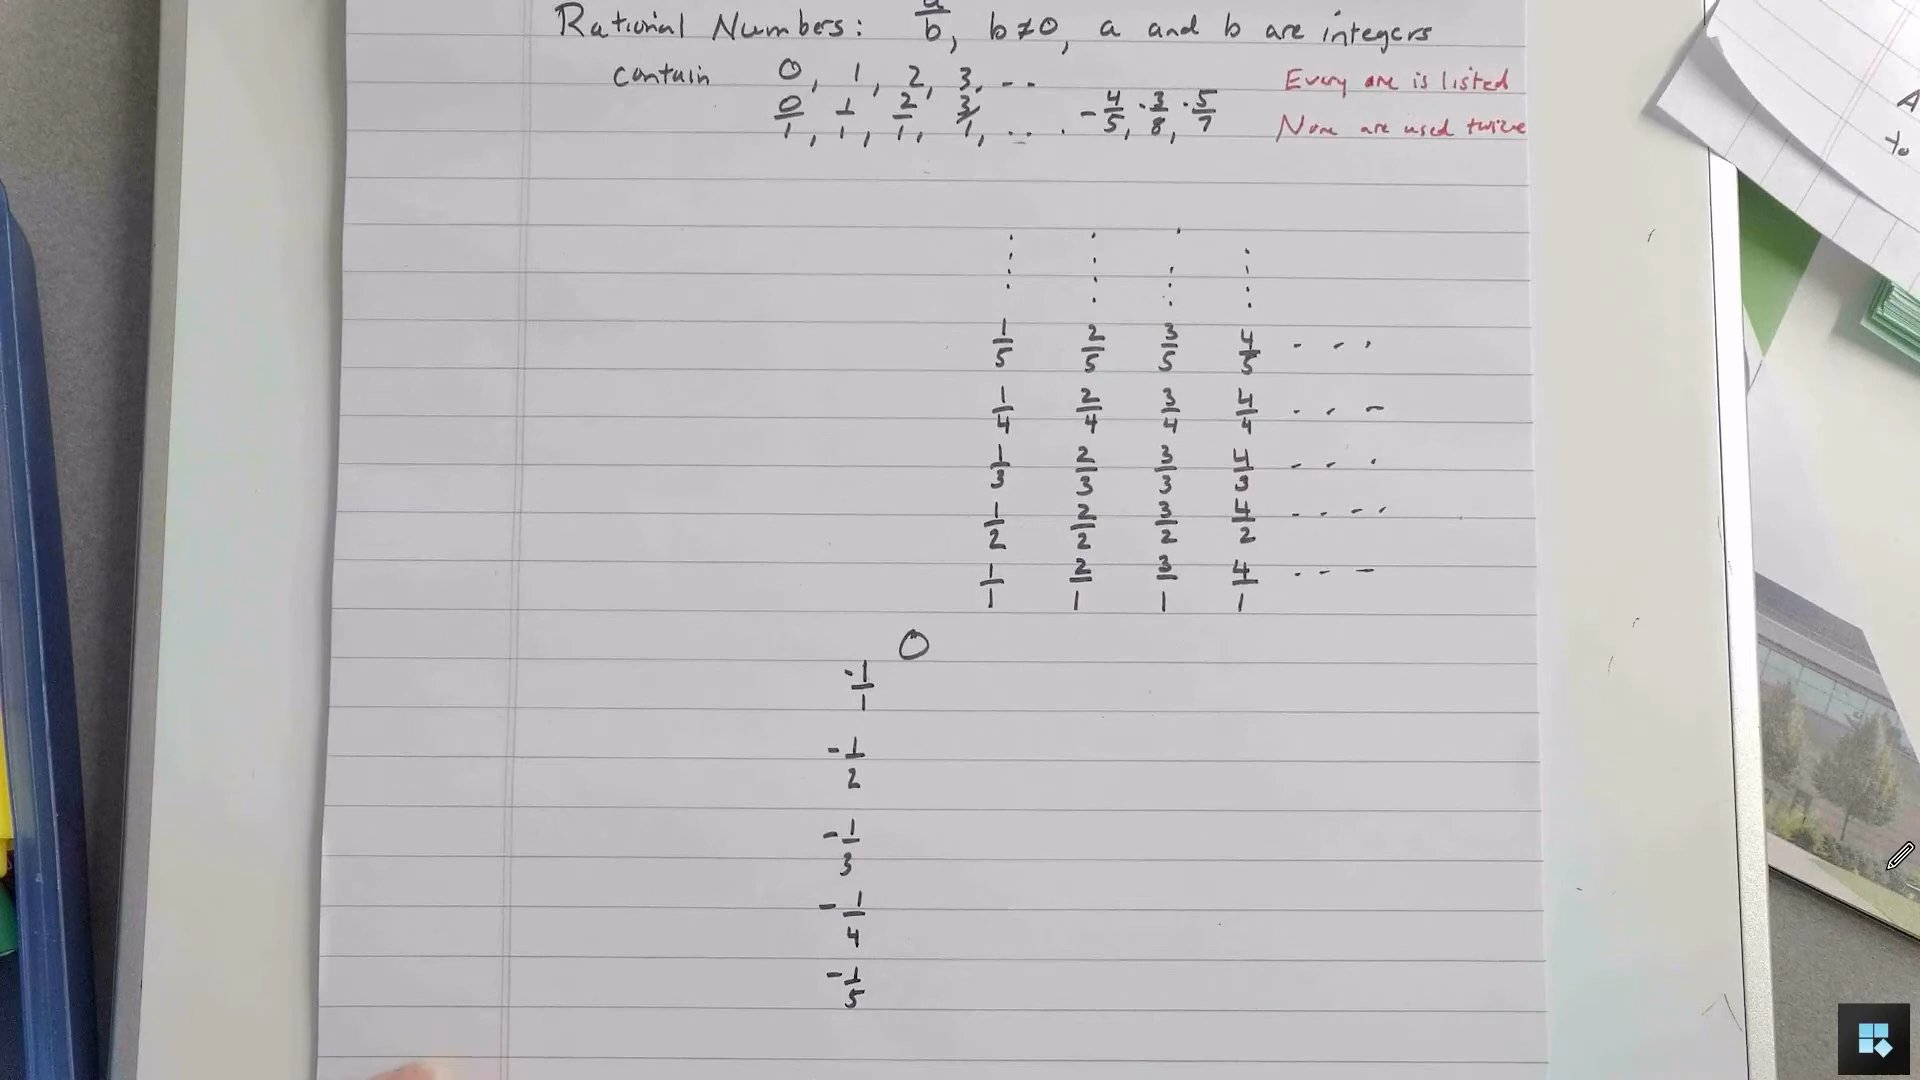 Rational Numbers: a/b, b≠0, a and b are integers
contain 0, 1, 2, 3, --
Every one is listed
0/1, 1/1, 2/1, 3/1, ... -4/5, 3/8, 5/7
None are used twice
1/5 2/5 3/5 4/5 ...
1/4 2/4 3/4 4/4 ...
1/3 2/3 3/3 4/3 ...
1/2 2/2 3/2 4/2 ....
1/1 2/1 3/1 4/1 ...
0
-1/1
-1/2
-1/3
-1/4
-1/5
to